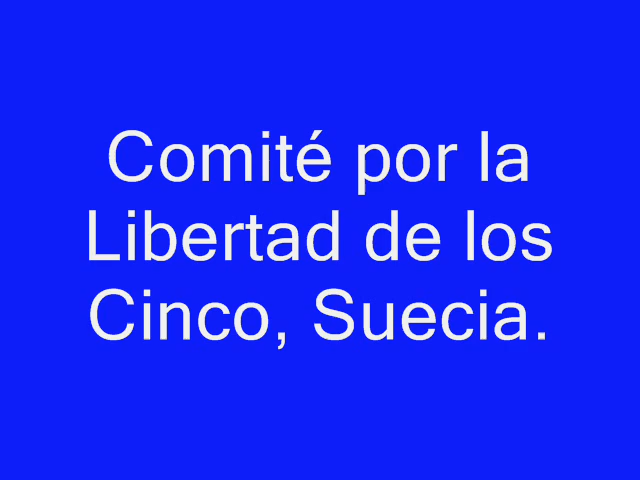 Comité por la
Libertad de los
Cinco, Suecia.